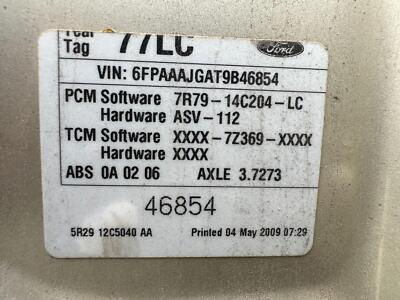 Tear
Tag 77LC Ford
VIN: 6FPAAAJGAT9B46854
PCM Software 7R79-14C204-LC
Hardware ASV-112
TCM Software XXXX-7Z369-XXXX
Hardware XXXX
ABS 0A 02 06 AXLE 3.7273
46854
5R29 12C5040 AA Printed 04 May 2009 07:29